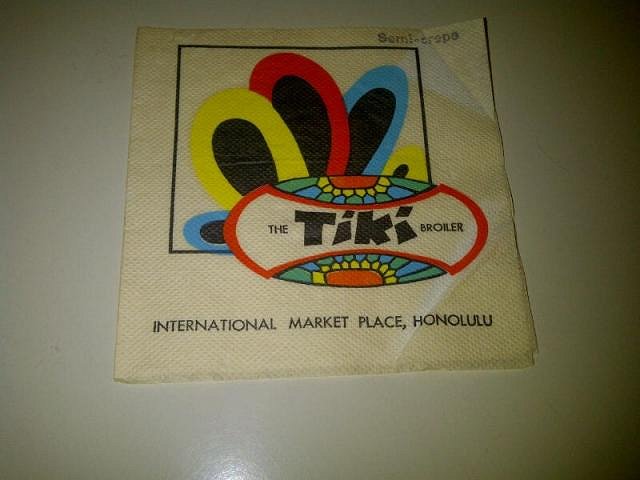 Semi-crepe
THE Tiki BROILER
INTERNATIONAL MARKET PLACE, HONOLULU